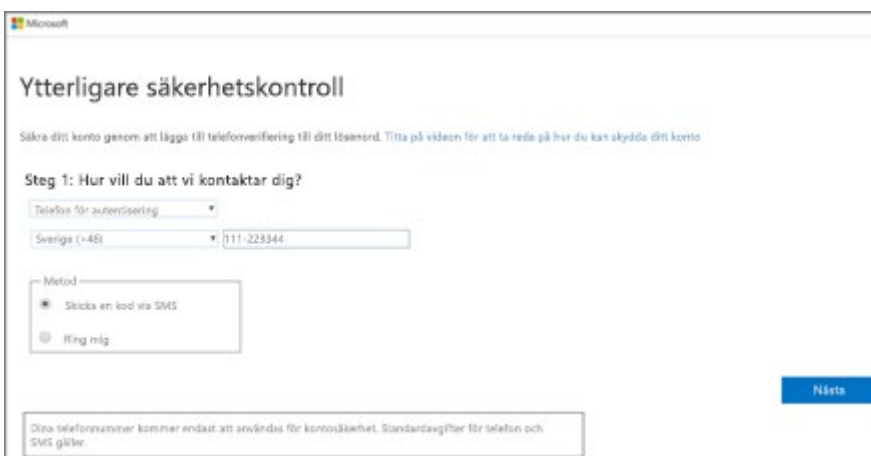 Microsoft
Ytterligare säkerhetskontroll
Säkra ditt konto genom att lägga till telefonverifiering till ditt lösenord. Titta på videon för att ta reda på hur du kan skydda ditt konto
Steg 1: Hur vill du att vi kontaktar dig?
Telefon för autentisering
Sverige (+46) 111-223344
Metod
Skicka en kod via SMS
Ring mig
Nästa
Dina telefonnummer kommer endast att användas för kontosäkerhet. Standardavgifter för telefon och
SMS gäller.